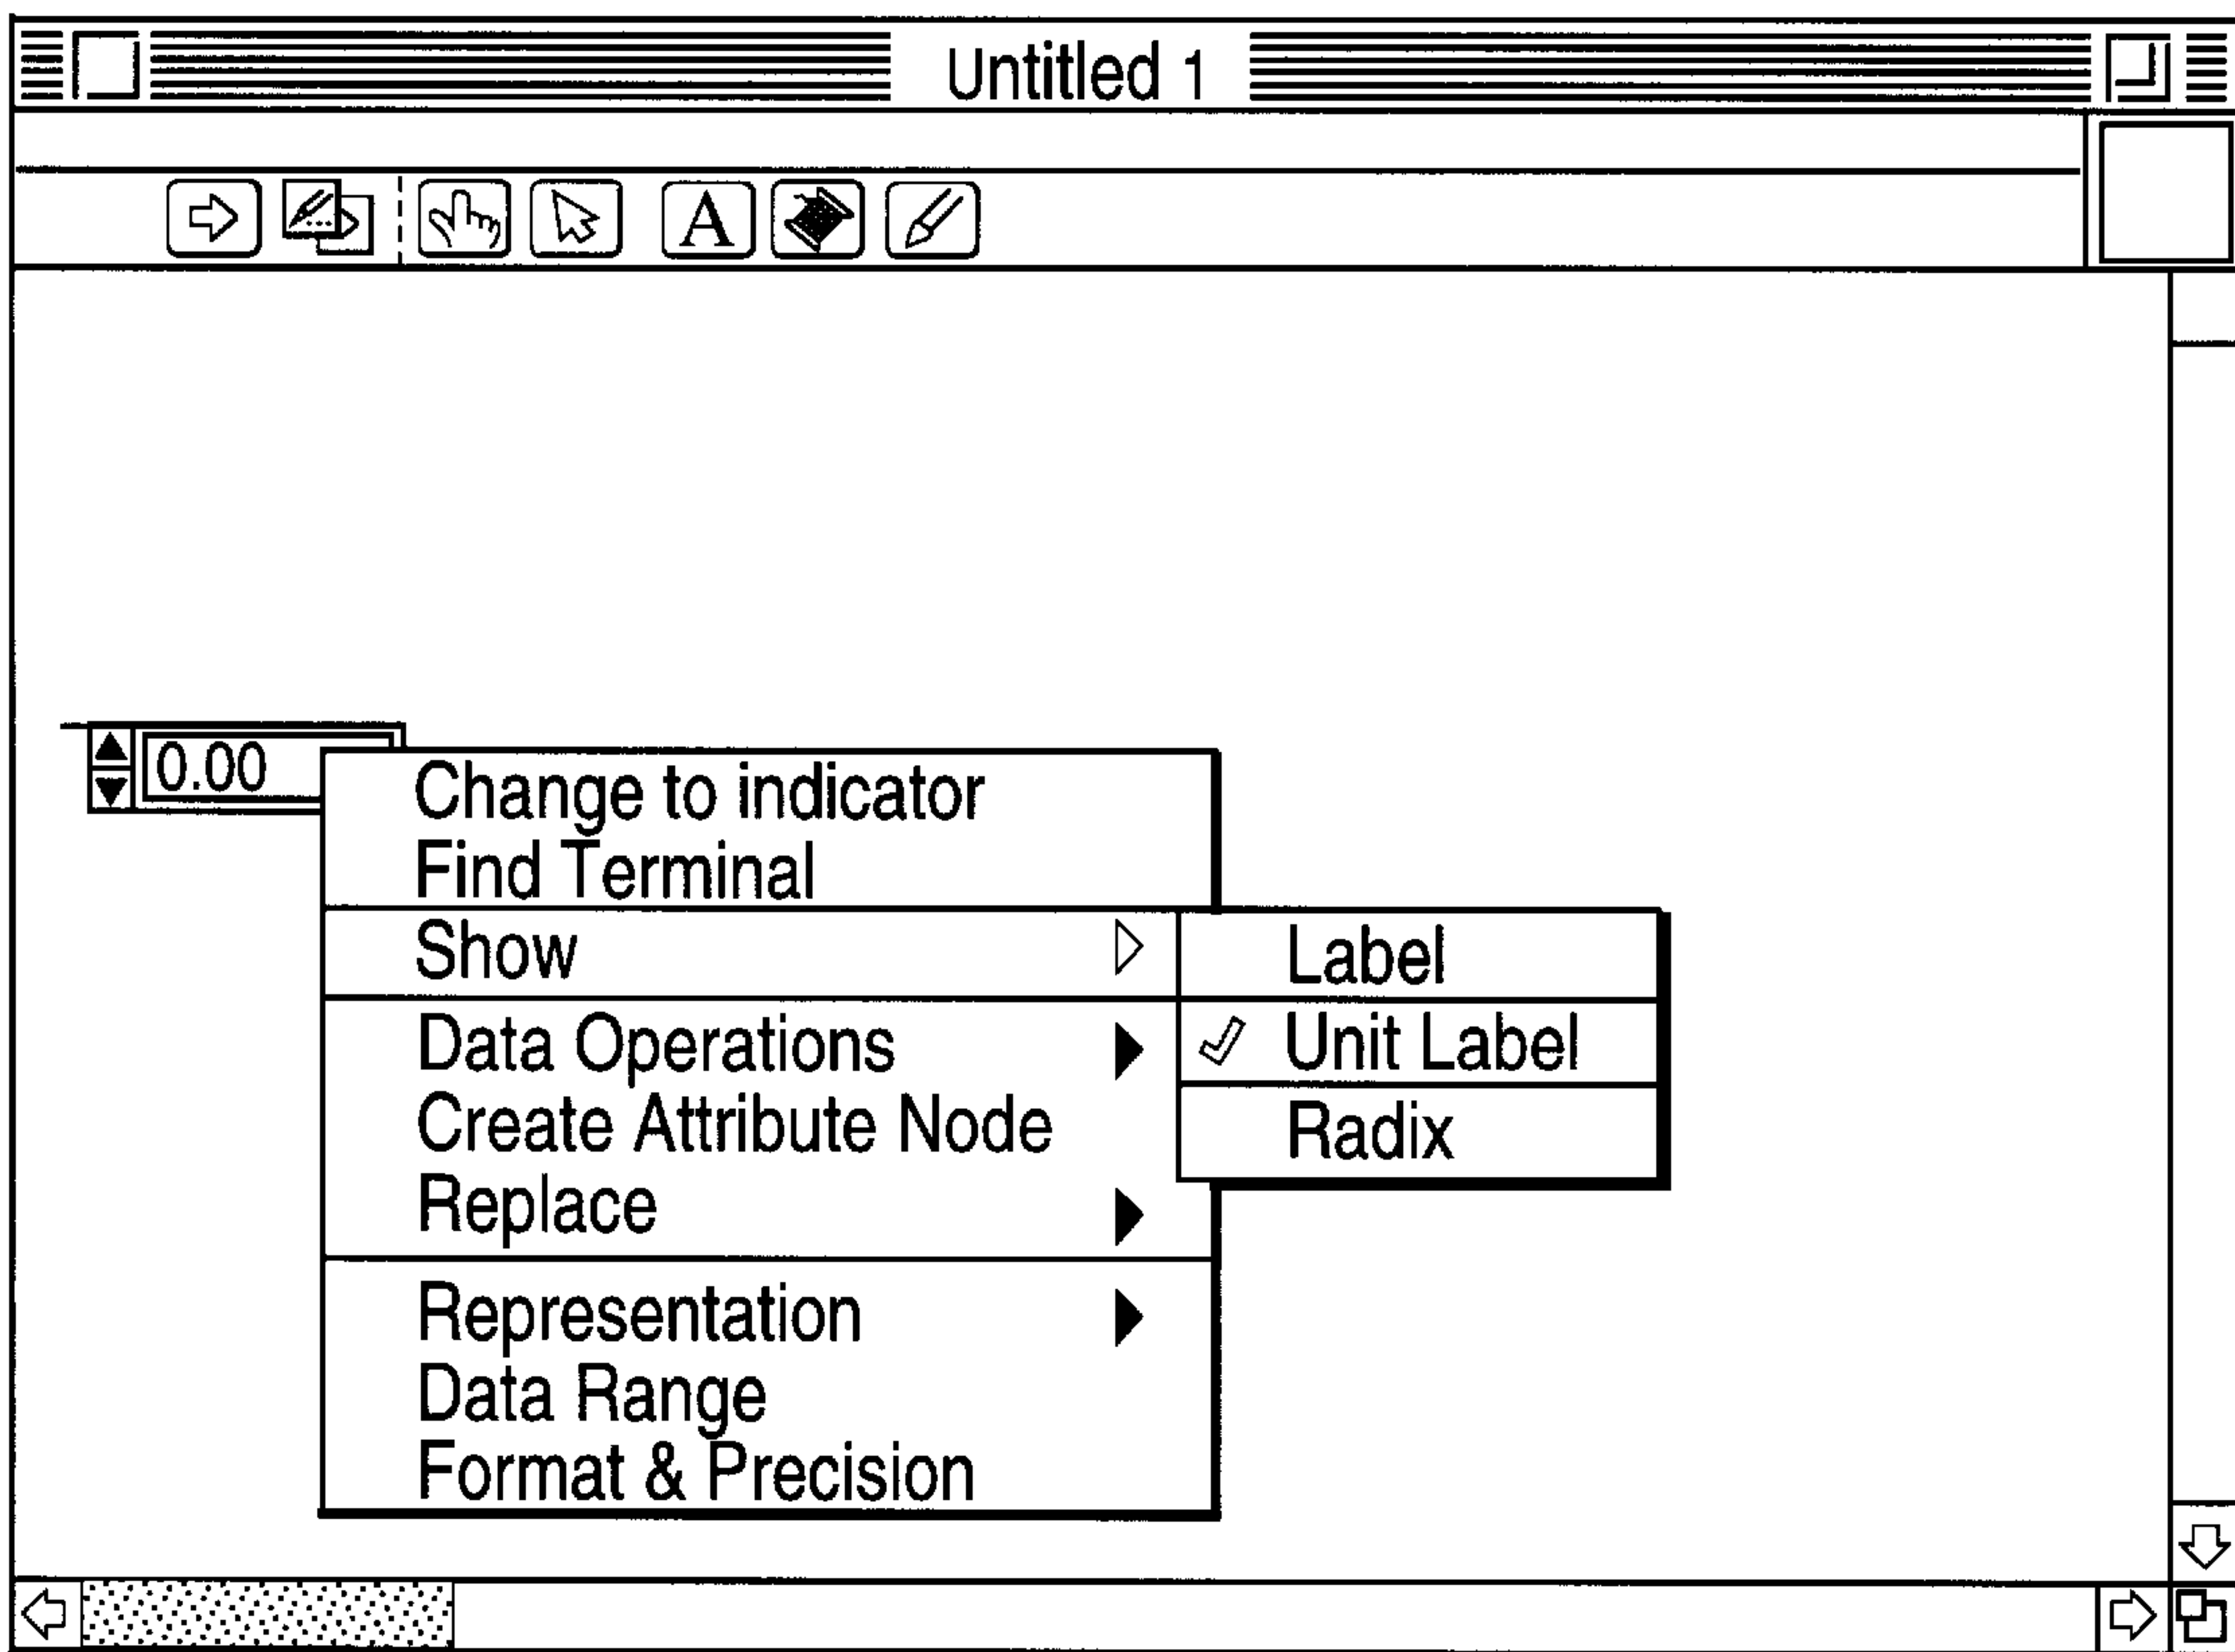 Untitled 1
A
0.00
Change to indicator
Find Terminal
Show
Label
Data Operations
Unit Label
Create Attribute Node
Radix
Replace
Representation
Data Range
Format & Precision